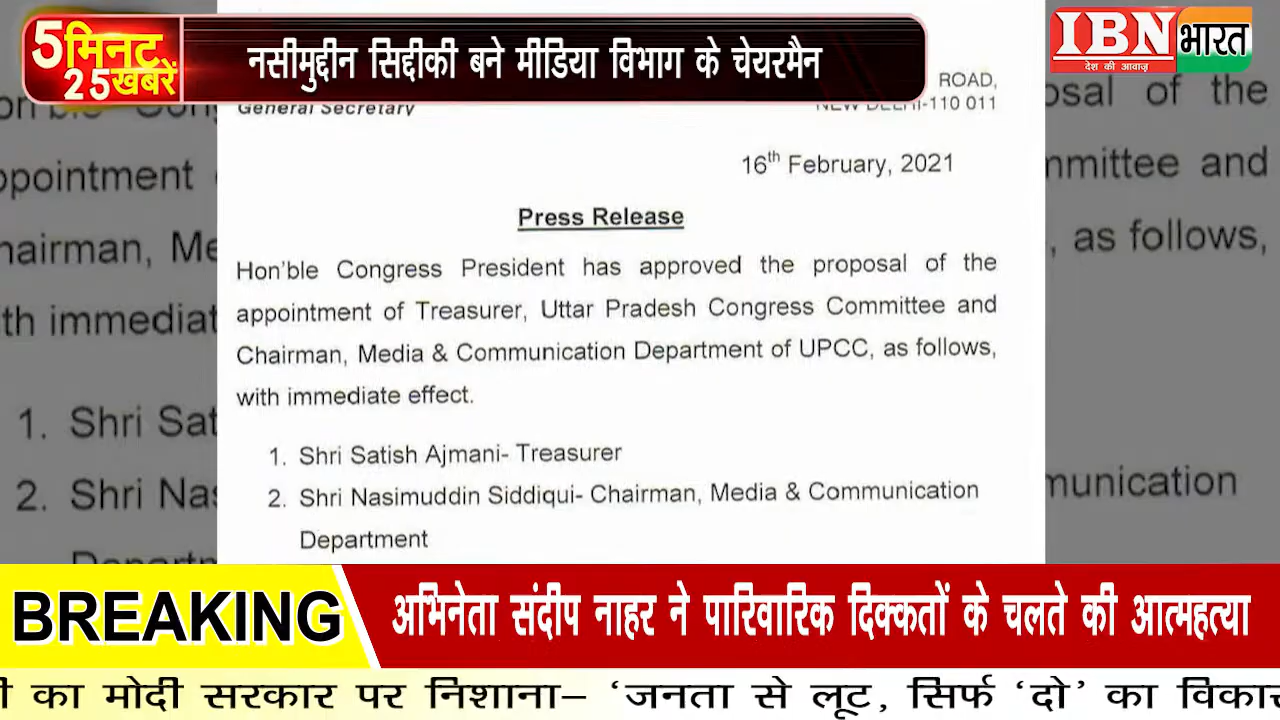 5 मिनट
25 खबरें
नसीमुद्दीन सिद्दीकी बने मीडिया विभाग के चेयरमैन
IBN भारत
देश की आवाज़
ROAD,
General Secretary
NEW DELHI-110 011
16th February, 2021
Press Release
Hon'ble Congress President has approved the proposal of the
appointment of Treasurer, Uttar Pradesh Congress Committee and
Chairman, Media & Communication Department of UPCC, as follows,
with immediate effect.
1. Shri Satish Ajmani- Treasurer
2. Shri Nasimuddin Siddiqui- Chairman, Media & Communication
Department
BREAKING
अभिनेता संदीप नाहर ने पारिवारिक दिक्कतों के चलते की आत्महत्या
का मोदी सरकार पर निशाना– ‘जनता से लूट, सिर्फ ‘दो’ का विकास